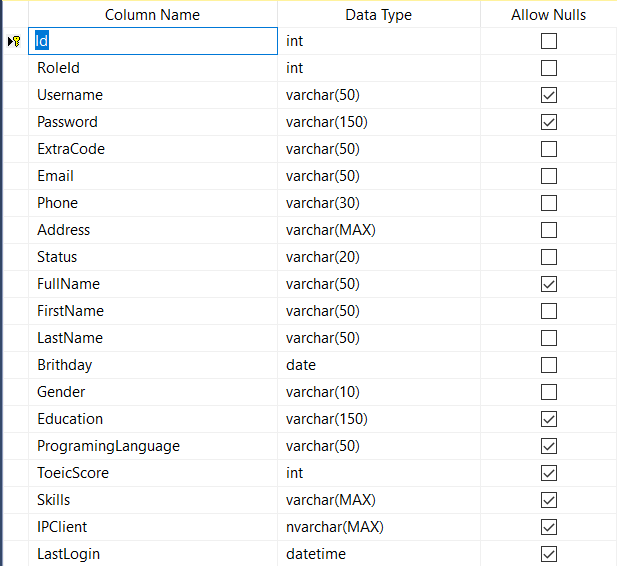 Column Name Data Type Allow Nulls
Id int
RoleId int
Username varchar(50)
Password varchar(150)
ExtraCode varchar(50)
Email varchar(50)
Phone varchar(30)
Address varchar(MAX)
Status varchar(20)
FullName varchar(50)
FirstName varchar(50)
LastName varchar(50)
Brithday date
Gender varchar(10)
Education varchar(150)
ProgramingLanguage varchar(50)
ToeicScore int
Skills varchar(MAX)
IPClient nvarchar(MAX)
LastLogin datetime